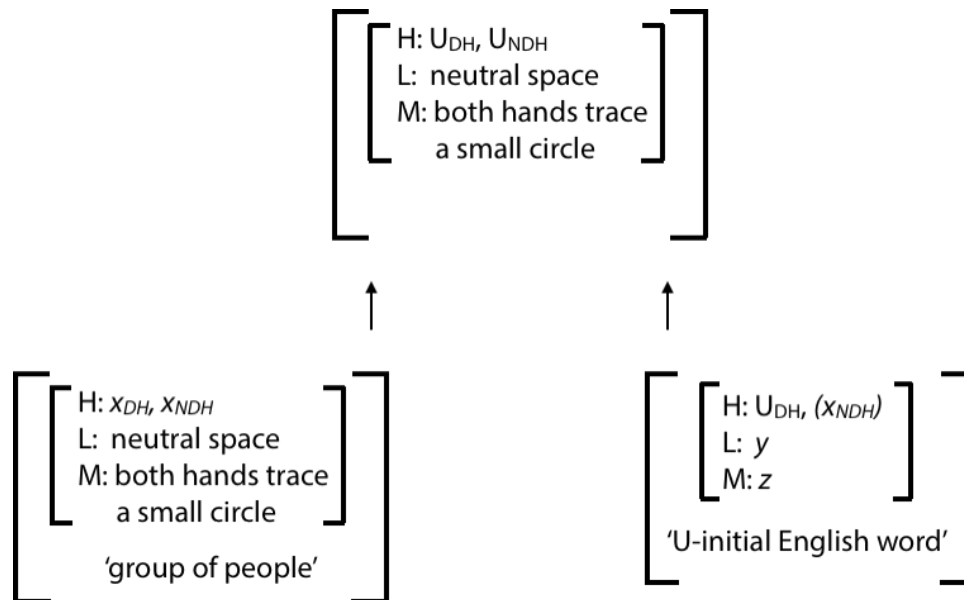 H: U_DH, U_NDH
L: neutral space
M: both hands trace
a small circle
H: x_DH, x_NDH
L: neutral space
M: both hands trace
a small circle
'group of people'
H: U_DH, (x_NDH)
L: y
M: z
'U-initial English word'